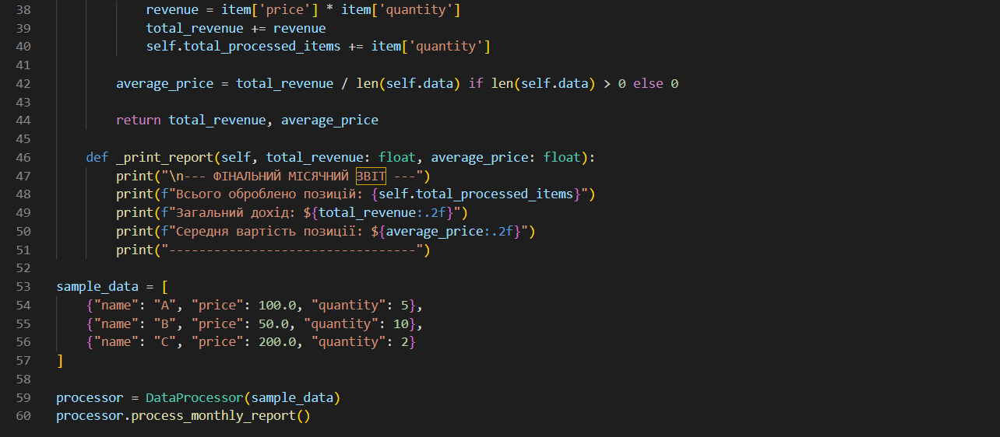 38 revenue = item['price'] * item['quantity']
39 total_revenue += revenue
40 self.total_processed_items += item['quantity']
41
42 average_price = total_revenue / len(self.data) if len(self.data) > 0 else 0
43
44 return total_revenue, average_price
45
46 def _print_report(self, total_revenue: float, average_price: float):
47 print("\n--- ФІНАЛЬНИЙ МІСЯЧНИЙ ЗВІТ ---")
48 print(f"Всього оброблено позицій: {self.total_processed_items}")
49 print(f"Загальний дохід: ${total_revenue:.2f}")
50 print(f"Середня вартість позиції: ${average_price:.2f}")
51 print("---------------------------------")
52
53 sample_data = [
54 {"name": "A", "price": 100.0, "quantity": 5},
55 {"name": "B", "price": 50.0, "quantity": 10},
56 {"name": "C", "price": 200.0, "quantity": 2}
57 ]
58
59 processor = DataProcessor(sample_data)
60 processor.process_monthly_report()